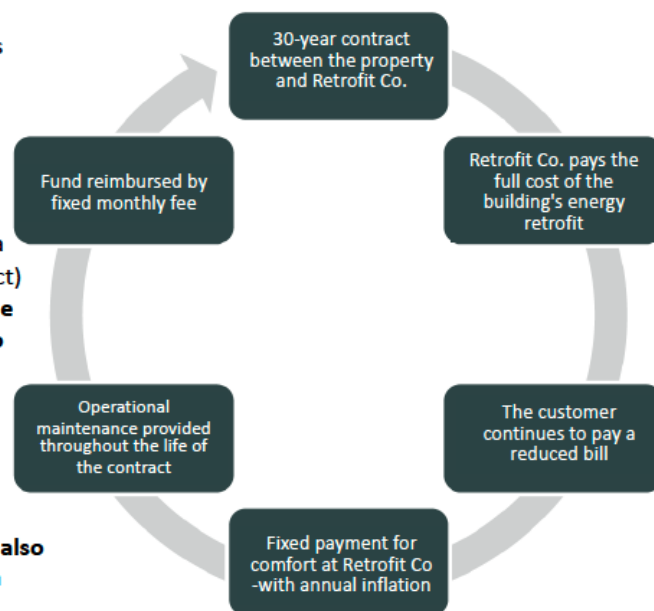 s
30-year contract
between the property
and Retrofit Co.
Retrofit Co. pays the
full cost of the
building's energy
retrofit
The customer
continues to pay a
reduced bill
Fixed payment for
comfort at Retrofit Co
-with annual inflation
Operational
maintenance provided
throughout the life of
the contract
Fund reimbursed by
fixed monthly fee
ct)
also